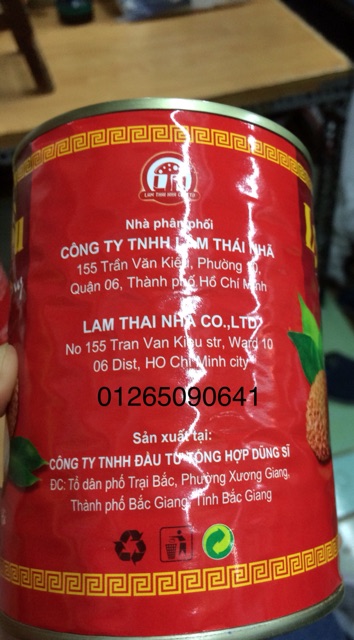 LAM THAI NHA CO.,LTD
Nhà phân phối
CÔNG TY TNHH LÂM THÁI NHÃ
155 Trần Văn Kiểu, Phường 10,
Quận 06, Thành phố Hồ Chí Minh
LAM THAI NHA CO.,LTD
No 155 Tran Van Kieu str, Ward 10
06 Dist, HO Chi Minh city
01265090641
Sản xuất tại:
CÔNG TY TNHH ĐẦU TƯ TỔNG HỢP DŨNG SĨ
ĐC: Tổ dân phố Trại Bắc, Phường Xương Giang,
Thành phố Bắc Giang, Tỉnh Bắc Giang